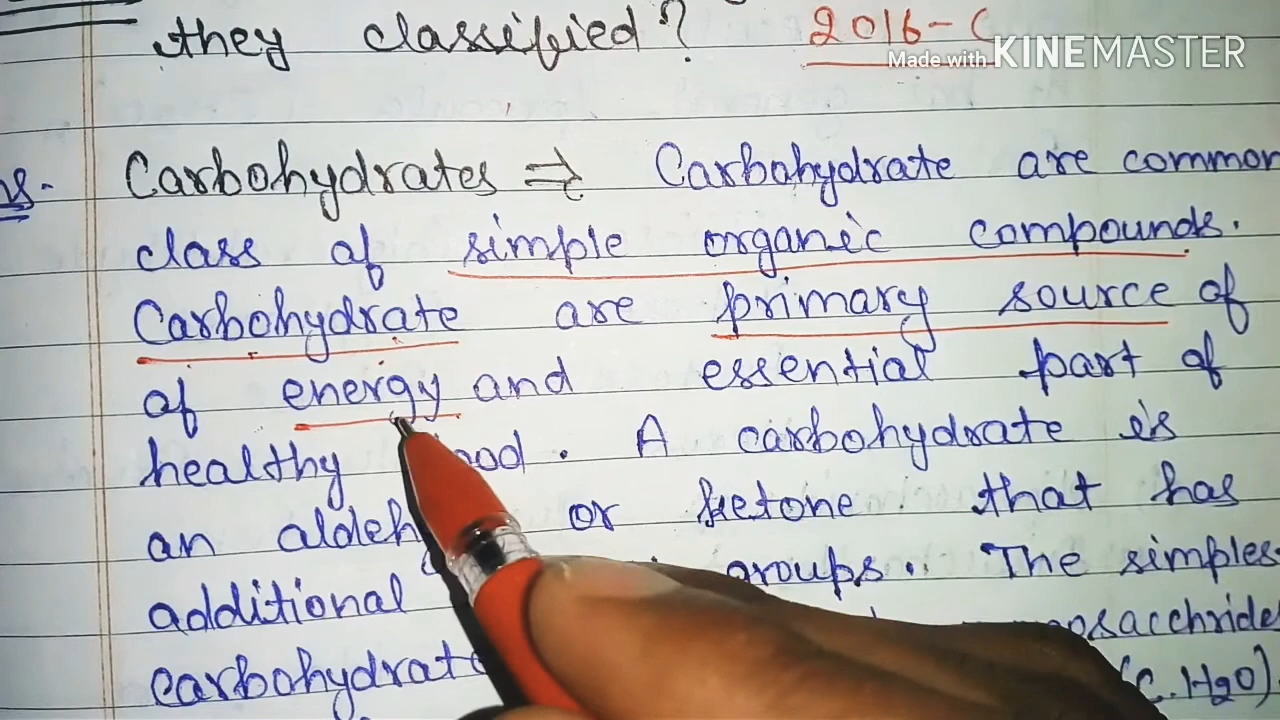 they classified? 2016-C
Made with KINEMASTER
Carbohydrates ⇒ Carbohydrate are common
class of simple organic compounds.
Carbohydrate are primary source of
of energy and essential part of
healthy . A carbohydrate is
an or ketone that has
additional groups. The simples
carbohydrate
(C.H2O)